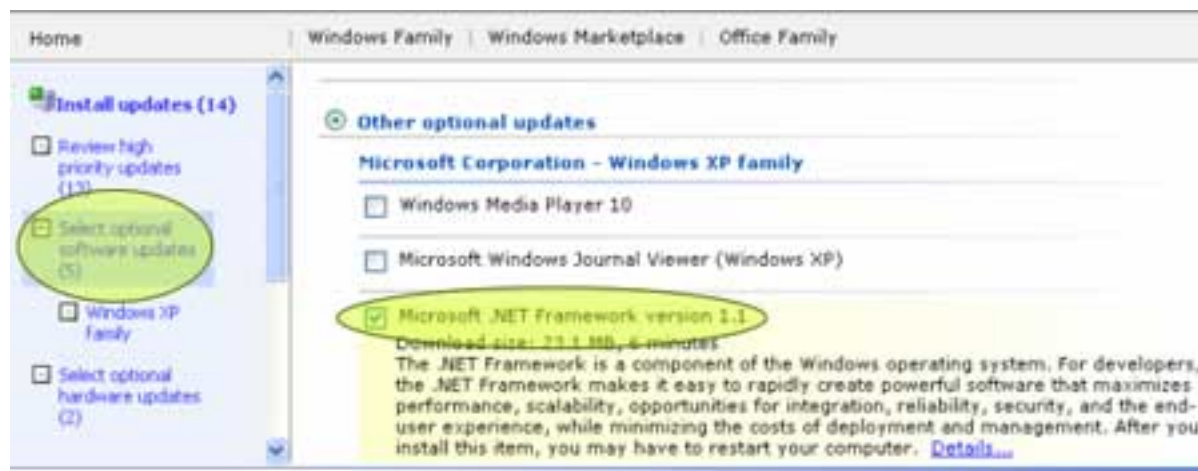 Home | Windows Family | Windows Marketplace | Office Family
Install updates (14)
Review high
priority updates
(13)
Select optional
software updates
(5)
Windows XP
family
Select optional
hardware updates
(2)
Other optional updates
Microsoft Corporation - Windows XP family
Windows Media Player 10
Microsoft Windows Journal Viewer (Windows XP)
Microsoft .NET Framework version 1.1
Download size: 23.1 MB, 6 minutes
The .NET Framework is a component of the Windows operating system. For developers,
the .NET Framework makes it easy to rapidly create powerful software that maximizes
performance, scalability, opportunities for integration, reliability, security, and the end-
user experience, while minimizing the costs of deployment and management. After you
install this item, you may have to restart your computer. Details...